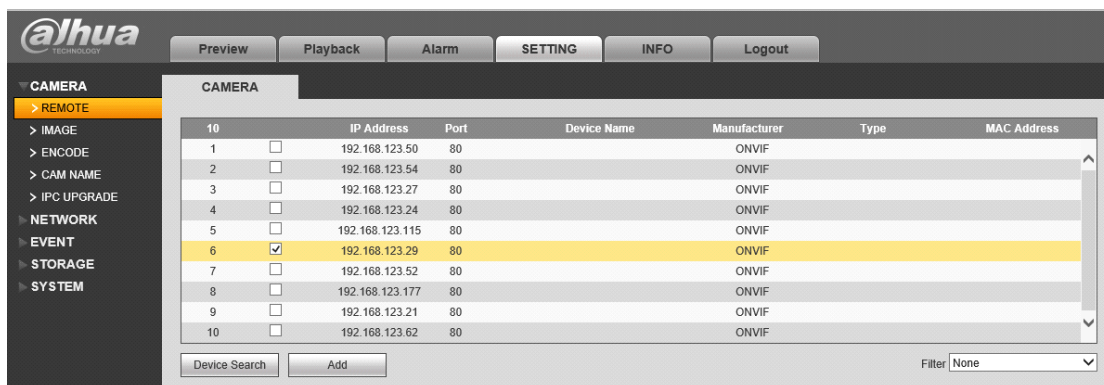 alhua
TECHNOLOGY
Preview Playback Alarm SETTING INFO Logout
CAMERA
REMOTE
IMAGE
ENCODE
CAM NAME
IPC UPGRADE
NETWORK
EVENT
STORAGE
SYSTEM
CAMERA
10 IP Address Port Device Name Manufacturer Type MAC Address
1 192.168.123.50 80 ONVIF
2 192.168.123.54 80 ONVIF
3 192.168.123.27 80 ONVIF
4 192.168.123.24 80 ONVIF
5 192.168.123.115 80 ONVIF
6 192.168.123.29 80 ONVIF
7 192.168.123.52 80 ONVIF
8 192.168.123.177 80 ONVIF
9 192.168.123.21 80 ONVIF
10 192.168.123.62 80 ONVIF
Device Search Add Filter None